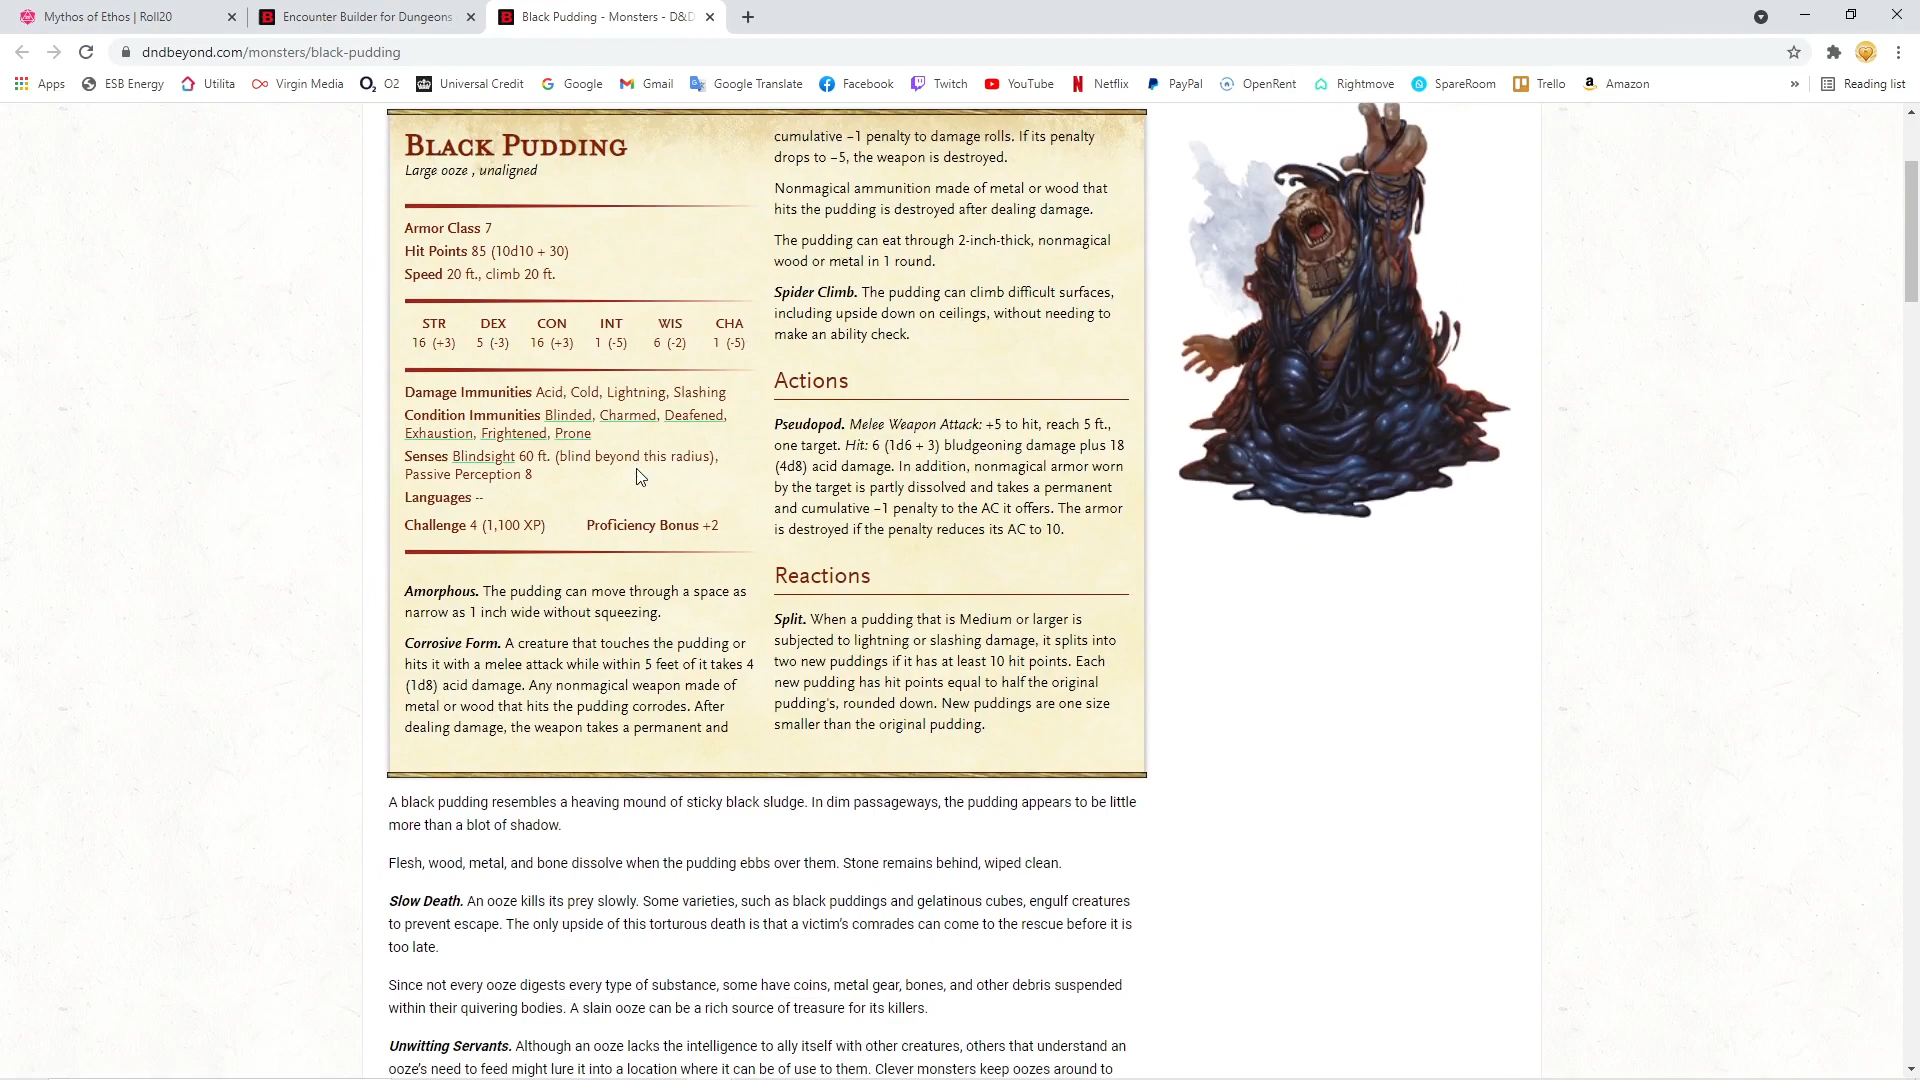 Mythos of Ethos | Roll20
Encounter Builder for Dungeons
Black Pudding - Monsters - D&D
dndbeyond.com/monsters/black-pudding
Apps ESB Energy Utilita Virgin Media O2 Universal Credit Google Gmail Google Translate Facebook Twitch YouTube Netflix PayPal OpenRent Rightmove SpareRoom Trello Amazon » Reading list
BLACK PUDDING
Large ooze , unaligned
Armor Class 7
Hit Points 85 (10d10 + 30)
Speed 20 ft., climb 20 ft.
STR DEX CON INT WIS CHA
16 (+3) 5 (-3) 16 (+3) 1 (-5) 6 (-2) 1 (-5)
Damage Immunities Acid, Cold, Lightning, Slashing
Condition Immunities Blinded, Charmed, Deafened,
Exhaustion, Frightened, Prone
Senses Blindsight 60 ft. (blind beyond this radius),
Passive Perception 8
Languages --
Challenge 4 (1,100 XP) Proficiency Bonus +2
Amorphous. The pudding can move through a space as
narrow as 1 inch wide without squeezing.
Corrosive Form. A creature that touches the pudding or
hits it with a melee attack while within 5 feet of it takes 4
(1d8) acid damage. Any nonmagical weapon made of
metal or wood that hits the pudding corrodes. After
dealing damage, the weapon takes a permanent and
cumulative −1 penalty to damage rolls. If its penalty
drops to −5, the weapon is destroyed.
Nonmagical ammunition made of metal or wood that
hits the pudding is destroyed after dealing damage.
The pudding can eat through 2-inch-thick, nonmagical
wood or metal in 1 round.
Spider Climb. The pudding can climb difficult surfaces,
including upside down on ceilings, without needing to
make an ability check.
Actions
Pseudopod. Melee Weapon Attack: +5 to hit, reach 5 ft.,
one target. Hit: 6 (1d6 + 3) bludgeoning damage plus 18
(4d8) acid damage. In addition, nonmagical armor worn
by the target is partly dissolved and takes a permanent
and cumulative −1 penalty to the AC it offers. The armor
is destroyed if the penalty reduces its AC to 10.
Reactions
Split. When a pudding that is Medium or larger is
subjected to lightning or slashing damage, it splits into
two new puddings if it has at least 10 hit points. Each
new pudding has hit points equal to half the original
pudding's, rounded down. New puddings are one size
smaller than the original pudding.
A black pudding resembles a heaving mound of sticky black sludge. In dim passageways, the pudding appears to be little
more than a blot of shadow.
Flesh, wood, metal, and bone dissolve when the pudding ebbs over them. Stone remains behind, wiped clean.
Slow Death. An ooze kills its prey slowly. Some varieties, such as black puddings and gelatinous cubes, engulf creatures
to prevent escape. The only upside of this torturous death is that a victim's comrades can come to the rescue before it is
too late.
Since not every ooze digests every type of substance, some have coins, metal gear, bones, and other debris suspended
within their quivering bodies. A slain ooze can be a rich source of treasure for its killers.
Unwitting Servants. Although an ooze lacks the intelligence to ally itself with other creatures, others that understand an
ooze's need to feed might lure it into a location where it can be of use to them. Clever monsters keep oozes around to